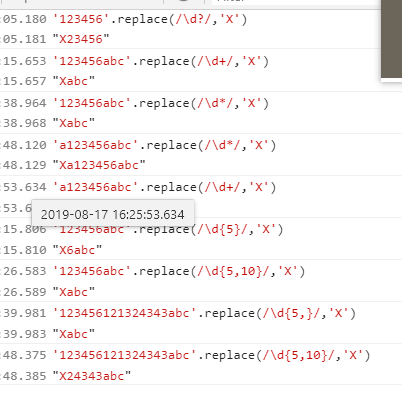 :05.180 '123456'.replace(/\d?/,'X')
:05.181 "X23456"
:15.653 '123456abc'.replace(/\d+/,'X')
:15.657 "Xabc"
:38.964 '123456abc'.replace(/\d*/,'X')
:38.968 "Xabc"
:48.120 'a123456abc'.replace(/\d*/,'X')
:48.129 "Xa123456abc"
:53.634 'a123456abc'.replace(/\d+/,'X')
:53.
2019-08-17 16:25:53.634
:15.806 '123456abc'.replace(/\d{5}/,'X')
:15.810 "X6abc"
:26.583 '123456abc'.replace(/\d{5,10}/,'X')
:26.589 "Xabc"
:39.981 '123456121324343abc'.replace(/\d{5,}/,'X')
:39.983 "Xabc"
:48.375 '123456121324343abc'.replace(/\d{5,10}/,'X')
:48.385 "X24343abc"